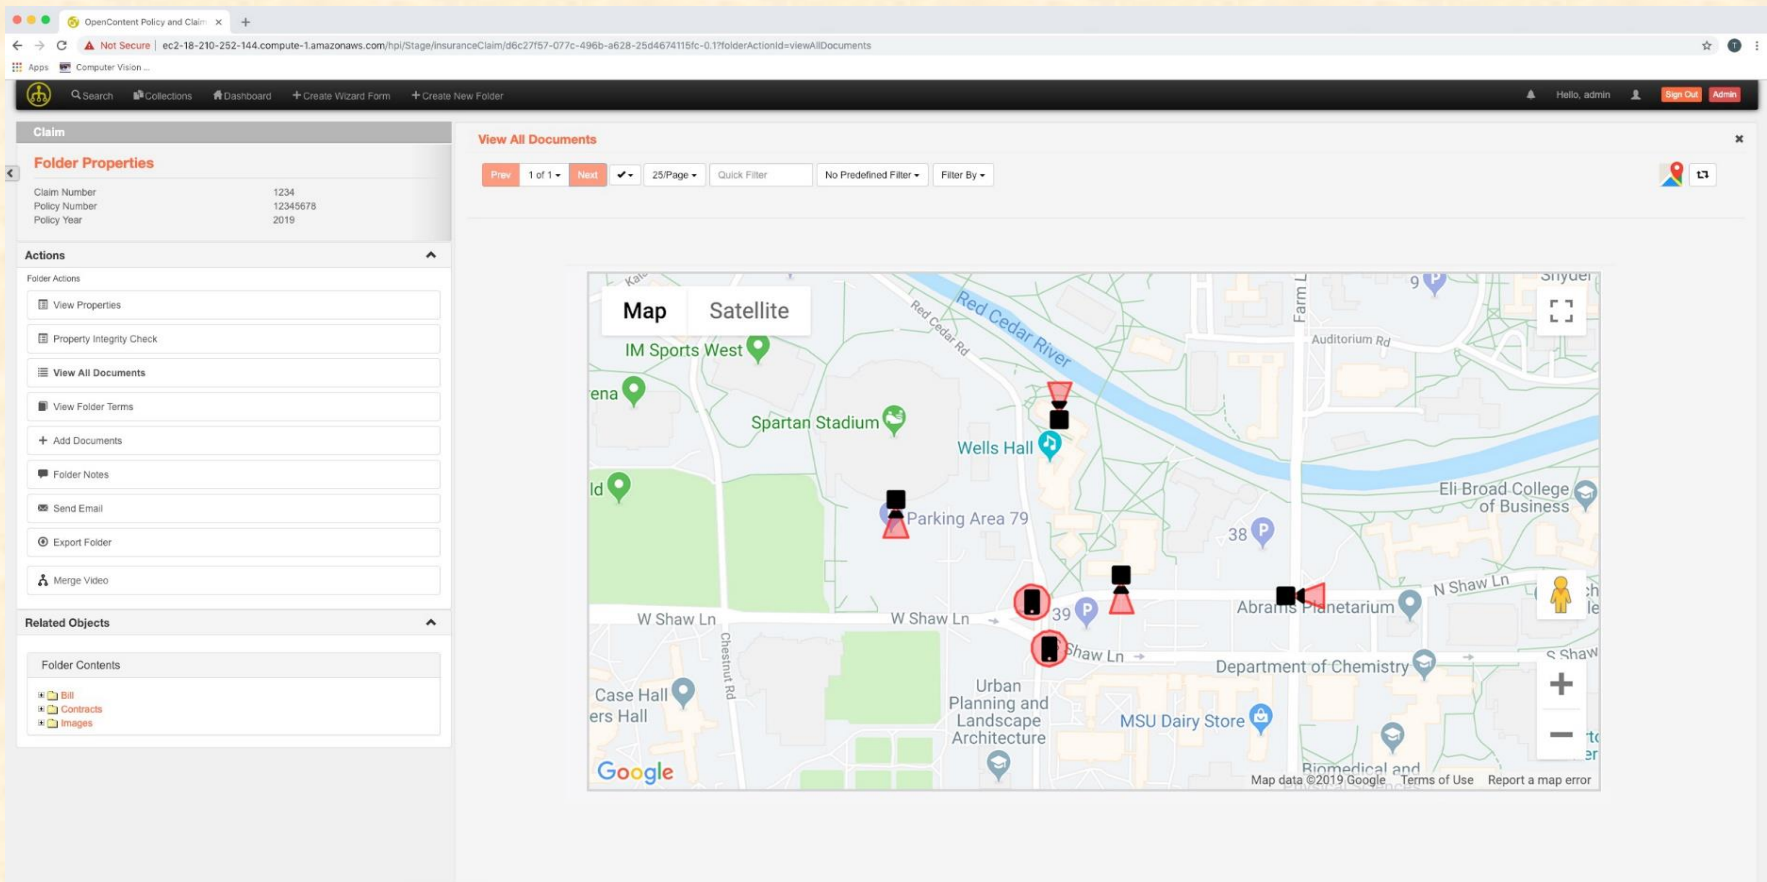 OpenContent Policy and Claim
Not Secure | ec2-18-210-252-144.compute-1.amazonaws.com/hpi/Stage/insuranceClaim/d6c27f57-077c-496b-a628-25d4674115fc-0.1?folderActionId=viewAllDocuments
T
Apps Computer Vision ...
Search Collections Dashboard +Create Wizard Form +Create New Folder
Hello, admin Sign Out Admin
Claim
Folder Properties
Claim Number 1234
Policy Number 12345678
Policy Year 2019
Actions
Folder Actions
View Properties
Property Integrity Check
View All Documents
View Folder Terms
+ Add Documents
Folder Notes
Send Email
Export Folder
Merge Video
Related Objects
Folder Contents
Bill
Contracts
Images
View All Documents
Prev 1 of 1 Next 25/Page Quick Filter No Predefined Filter Filter By
Map Satellite
Red Cedar Rd
Red Cedar River
Farm L
9 P
Snyder
Auditorium Rd
IM Sports West
ena
Spartan Stadium
Wells Hall
ld
Parking Area 79
38 P
Eli Broad College
of Business
N Shaw Ln
Abrams Planetarium
39 P
W Shaw Ln
W Shaw Ln
Shaw Ln
S Shaw
Chestnut Rd
Department of Chemistry
Case Hall
ers Hall
Urban
Planning and
Landscape
Architecture
MSU Dairy Store
Biomedical and
Google
Map data ©2019 Google Terms of Use Report a map error